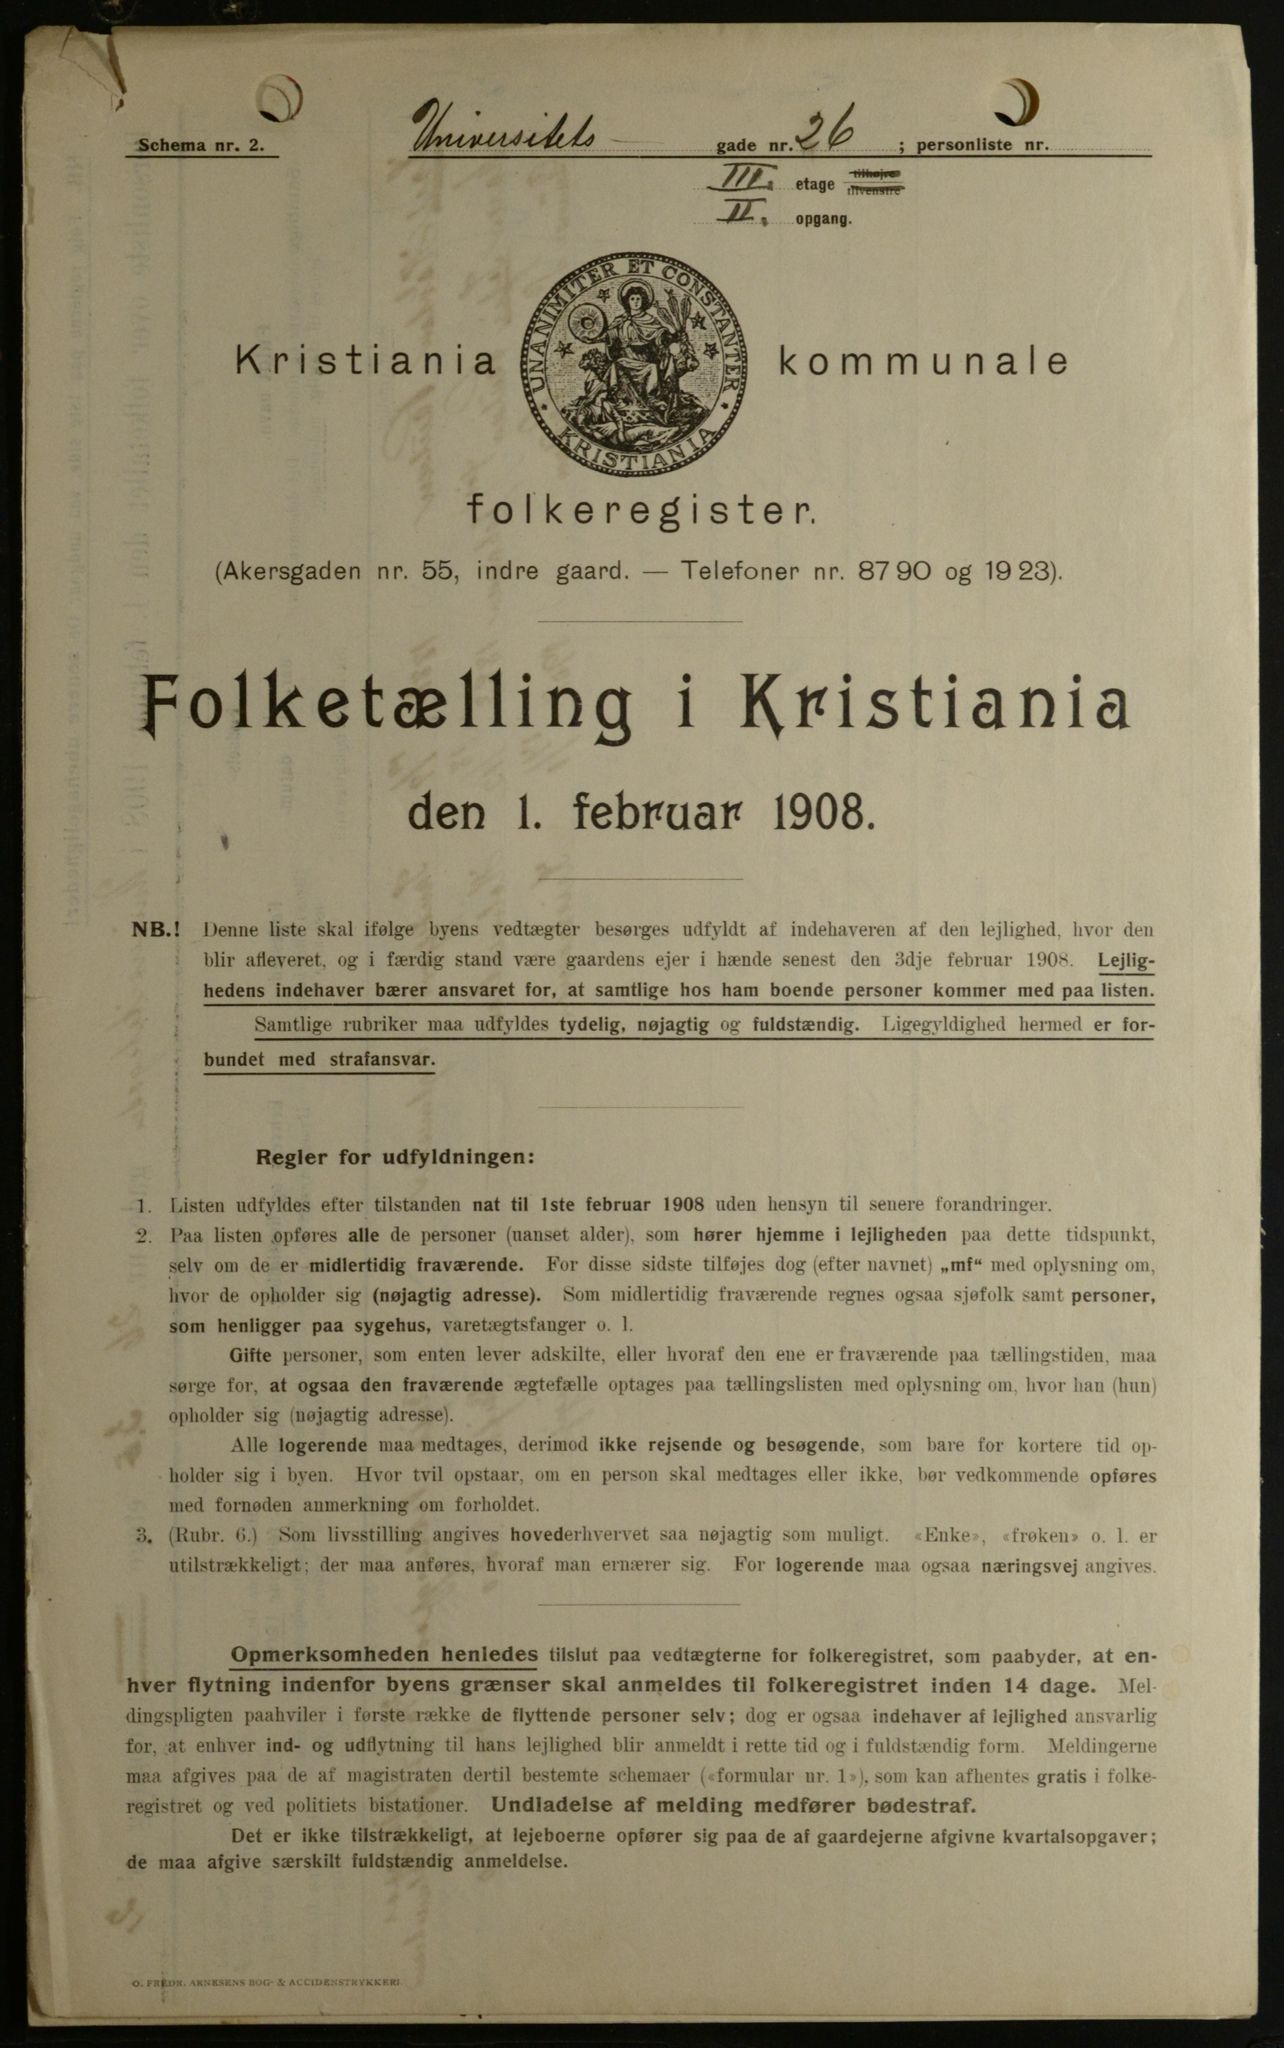 Schema nr. 2. Universitets gade nr. 26 ; personliste nr.
III. etage tilhøjre tilvenstre
II. opgang.
UNANIMITER ET CONSTANTER
KRISTIANIA
Kristiania kommunale
folkeregister.
(Akersgaden nr. 55, indre gaard. — Telefoner nr. 87 90 og 19 23).
Folketælling i Kristiania
den 1. februar 1908.
NB.! Denne liste skal ifølge byens vedtægter besørges udfyldt af indehaveren af den lejlighed, hvor den
blir afleveret, og i færdig stand være gaardens ejer i hænde senest den 3dje februar 1908. Lejlig-
hedens indehaver bærer ansvaret for, at samtlige hos ham boende personer kommer med paa listen.
Samtlige rubriker maa udfyldes tydelig, nøjagtig og fuldstændig. Ligegyldighed hermed er for-
bundet med strafansvar.
Regler for udfyldningen:
1. Listen udfyldes efter tilstanden nat til 1ste februar 1908 uden hensyn til senere forandringer.
2. Paa listen opføres alle de personer (uanset alder), som hører hjemme i lejligheden paa dette tidspunkt,
selv om de er midlertidig fraværende. For disse sidste tilføjes dog (efter navnet) „mf“ med oplysning om,
hvor de opholder sig (nøjagtig adresse). Som midlertidig fraværende regnes ogsaa sjøfolk samt personer,
som henligger paa sygehus, varetægtsfanger o. l.
Gifte personer, som enten lever adskilte, eller hvoraf den ene er fraværende paa tællingstiden, maa
sørge for, at ogsaa den fraværende ægtefælle optages paa tællingslisten med oplysning om, hvor han (hun)
opholder sig (nøjagtig adresse).
Alle logerende maa medtages, derimod ikke rejsende og besøgende, som bare for kortere tid op-
holder sig i byen. Hvor tvil opstaar, om en person skal medtages eller ikke, bør vedkommende opføres
med fornøden anmerkning om forholdet.
3. (Rubr. 6.) Som livsstilling angives hovederhvervet saa nøjagtig som muligt. «Enke», «frøken» o. l. er
utilstrækkeligt; der maa anføres, hvoraf man ernærer sig. For logerende maa ogsaa næringsvej angives.
Opmerksomheden henledes tilslut paa vedtægterne for folkeregistret, som paabyder, at en-
hver flytning indenfor byens grænser skal anmeldes til folkeregistret inden 14 dage. Mel-
dingspligten paahviler i første række de flyttende personer selv; dog er ogsaa indehaver af lejlighed ansvarlig
for, at enhver ind- og udflytning til hans lejlighed blir anmeldt i rette tid og i fuldstændig form. Meldingerne
maa afgives paa de af magistraten dertil bestemte schemaer («formular nr. 1»), som kan afhentes gratis i folke-
registret og ved politiets bistationer. Undladelse af melding medfører bødestraf.
Det er ikke tilstrækkeligt, at lejeboerne opfører sig paa de af gaardejerne afgivne kvartalsopgaver;
de maa afgive særskilt fuldstændig anmeldelse.
O. FREDR. ARNESENS BOG- & ACCIDENSTRYKKERI